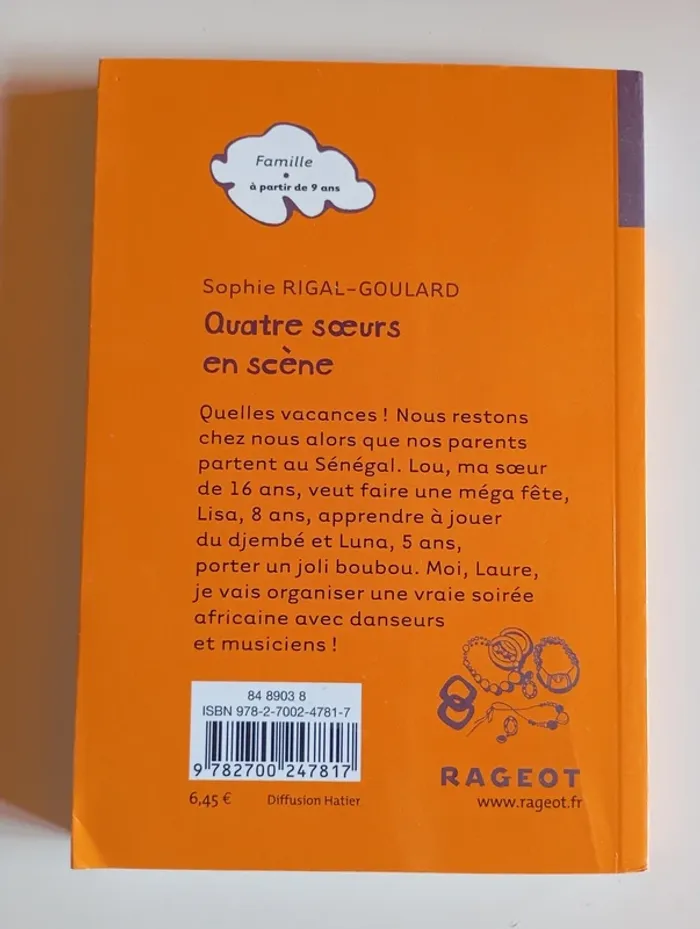 Famille
•
à partir de 9 ans
Sophie RIGAL-GOULARD
Quatre sœurs
en scène
Quelles vacances ! Nous restons
chez nous alors que nos parents
partent au Sénégal. Lou, ma sœur
de 16 ans, veut faire une méga fête,
Lisa, 8 ans, apprendre à jouer
du djembé et Luna, 5 ans,
porter un joli boubou. Moi, Laure,
je vais organiser une vraie soirée
africaine avec danseurs
et musiciens !
84 8903 8
ISBN 978-2-7002-4781-7
9 782700 247817
6,45 € Diffusion Hatier
RAGEOT
www.rageot.fr